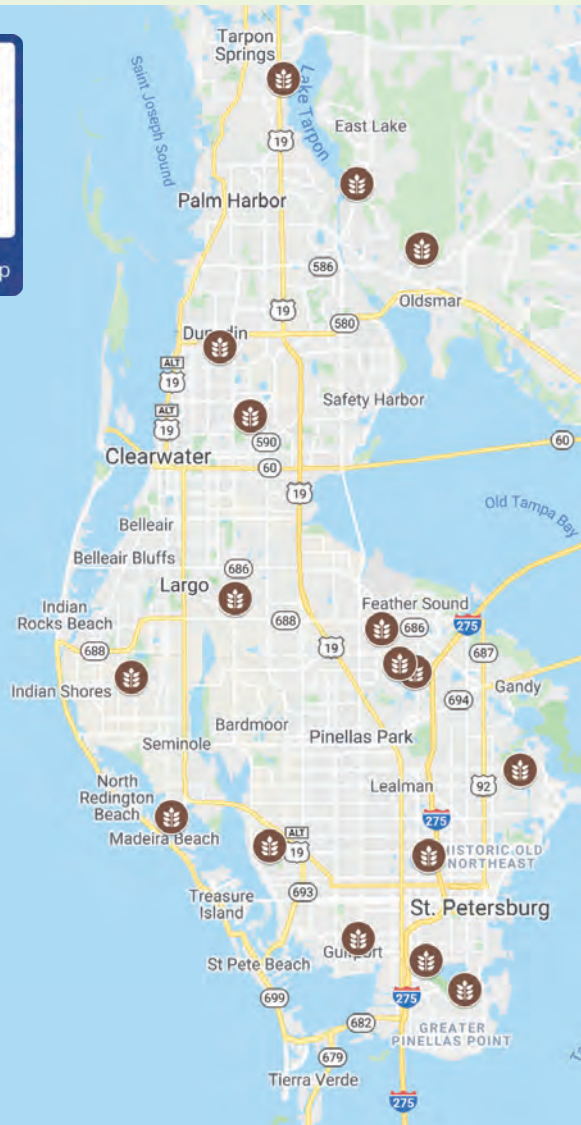 Tarpon
Springs
Saint Joseph Sound
Lake Tarpon
East Lake
19
Palm Harbor
586
Oldsmar
19
580
ALT
19
Safety Harbor
ALT
19
590
60
Clearwater
60
19
Old Tampa
Bay
Belleair
Belleair Bluffs
686
Largo
Feather Sound
Indian
Rocks Beach
688
686
275
688
19
687
Indian Shores
Gandy
694
Bardmoor
Pinellas Park
Seminole
North
Redington
Beach
Lealman
92
275
Madeira Beach
ALT
19
NORTHEAST
693
Treasure
Island
St. Petersburg
St Pete Beach
699
275
682
GREATER
PINELLAS POINT
679
Tierra Verde
275